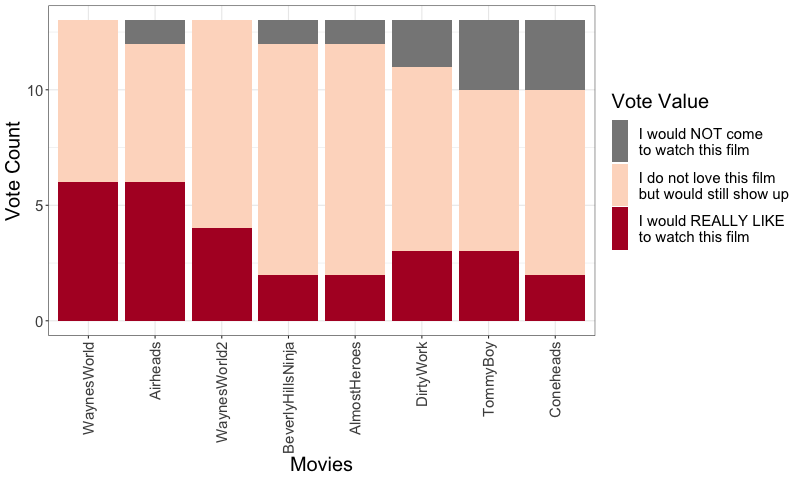 Vote Count
10
5
0
WaynesWorld
Airheads
WaynesWorld2
BeverlyHillsNinja
AlmostHeroes
DirtyWork
TommyBoy
Coneheads
Movies
Vote Value
I would NOT come
to watch this film
I do not love this film
but would still show up
I would REALLY LIKE
to watch this film